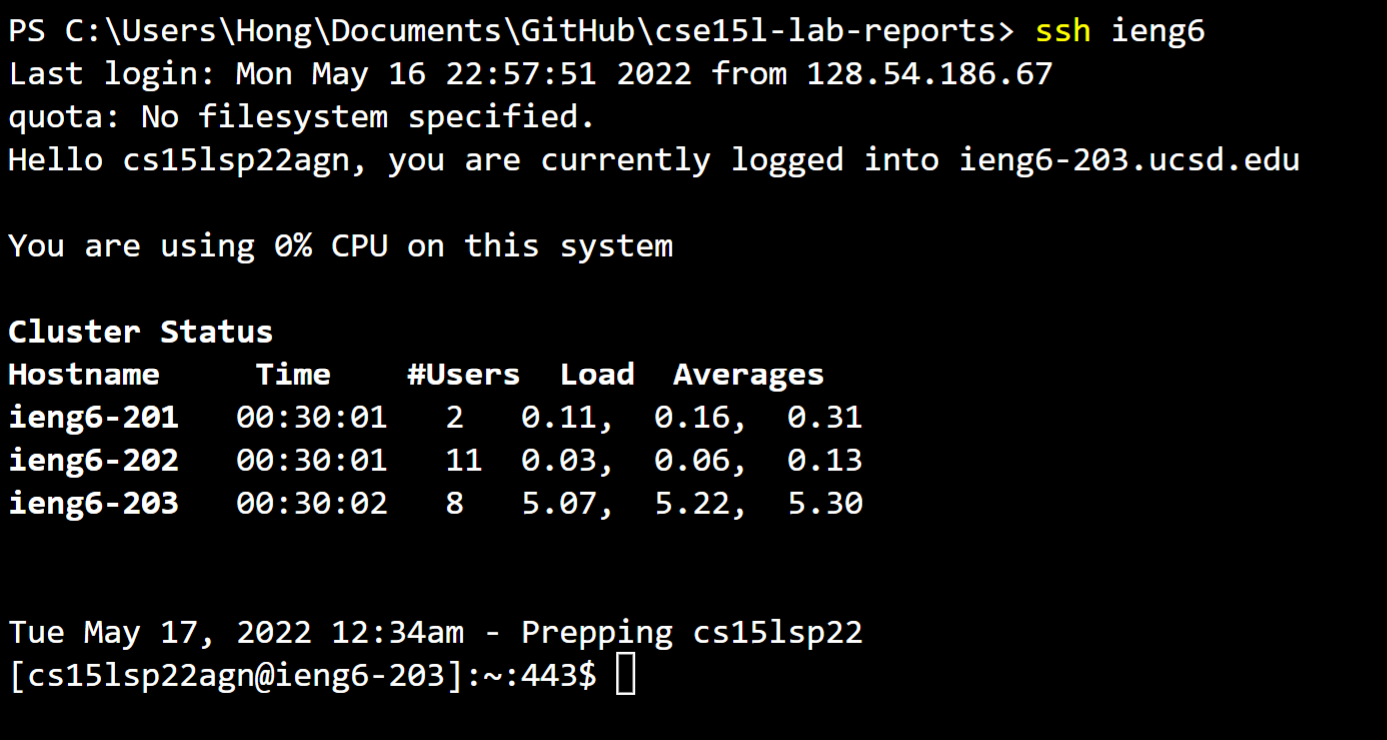 PS C:\Users\Hong\Documents\GitHub\cse15l-lab-reports> ssh ieng6
Last login: Mon May 16 22:57:51 2022 from 128.54.186.67
quota: No filesystem specified.
Hello cs15lsp22agn, you are currently logged into ieng6-203.ucsd.edu
You are using 0% CPU on this system
Cluster Status
Hostname     Time    #Users  Load  Averages
ieng6-201   00:30:01   2   0.11,  0.16,  0.31
ieng6-202   00:30:01   11  0.03,  0.06,  0.13
ieng6-203   00:30:02   8   5.07,  5.22,  5.30
Tue May 17, 2022 12:34am - Prepping cs15lsp22
[cs15lsp22agn@ieng6-203]:~:443$